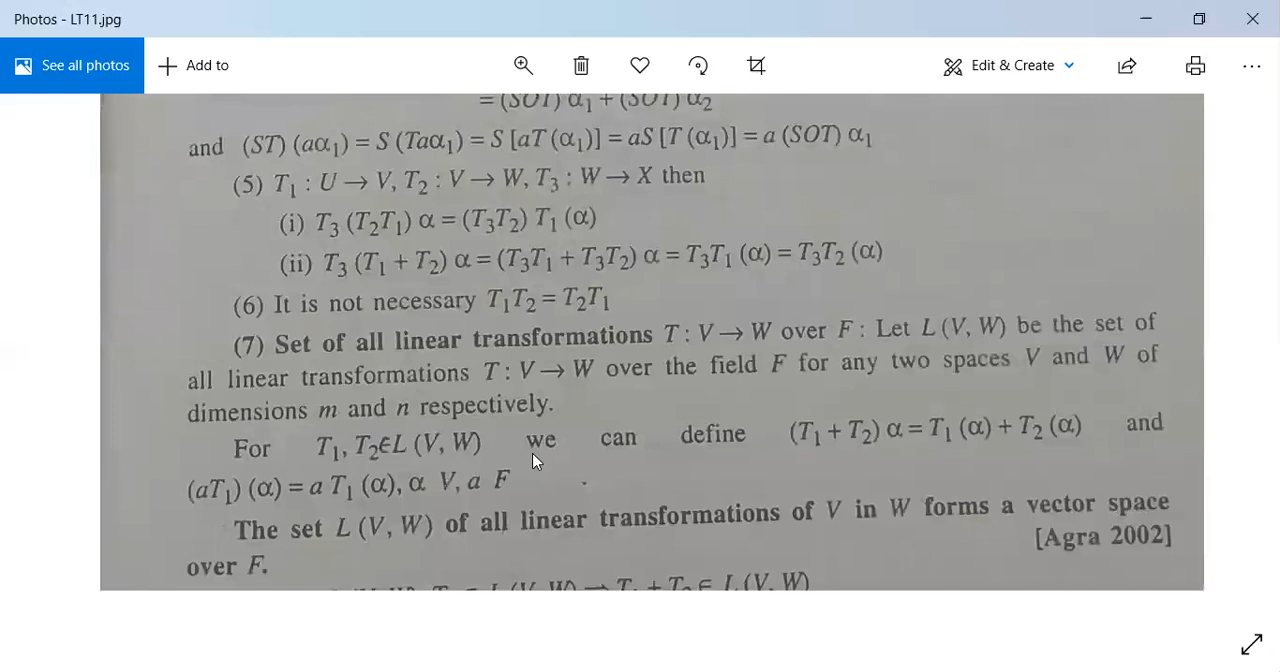 Photos - LT11.jpg
See all photos
Add to
Edit & Create
= (SOT) α₁ + (SOT) α₂
and (ST) (aα₁) = S (Taα₁) = S [aT (α₁)] = aS [T (α₁)] = a (SOT) α₁
(5) T₁ : U → V, T₂ : V → W, T₃ : W → X then
(i) T₃ (T₂T₁) α = (T₃T₂) T₁ (α)
(ii) T₃ (T₁ + T₂) α = (T₃T₁ + T₃T₂) α = T₃T₁ (α) = T₃T₂ (α)
(6) It is not necessary T₁T₂ = T₂T₁
(7) Set of all linear transformations T : V → W over F : Let L (V, W) be the set of
all linear transformations T : V → W over the field F for any two spaces V and W of
dimensions m and n respectively.
For T₁, T₂∈L (V, W) we can define (T₁ + T₂) α = T₁ (α) + T₂ (α) and
(aT₁) (α) = a T₁ (α), α V, a F
The set L (V, W) of all linear transformations of V in W forms a vector space
over F. [Agra 2002]
∈ L (V, W)